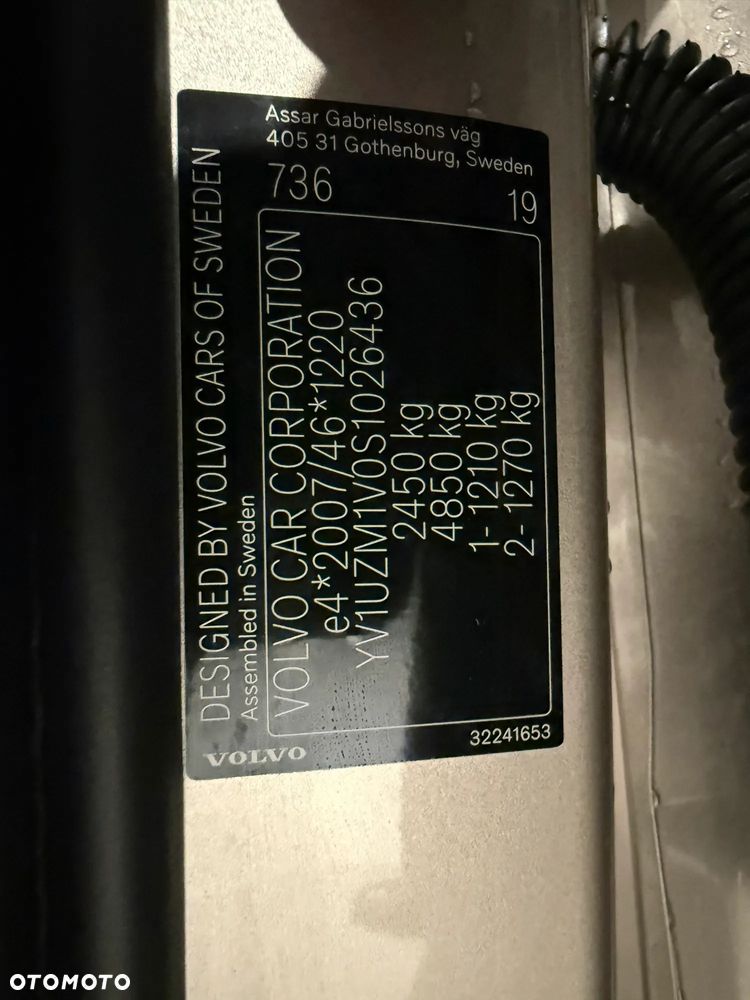 Assar Gabrielssons väg
405 31 Gothenburg, Sweden
736
19
DESIGNED BY VOLVO CARS OF SWEDEN
Assembled in Sweden
VOLVO CAR CORPORATION
e4*2007/46*1220
YV1UZM1V0S1026436
2450 kg
4850 kg
1- 1210 kg
2- 1270 kg
VOLVO
32241653
OTOMOTO